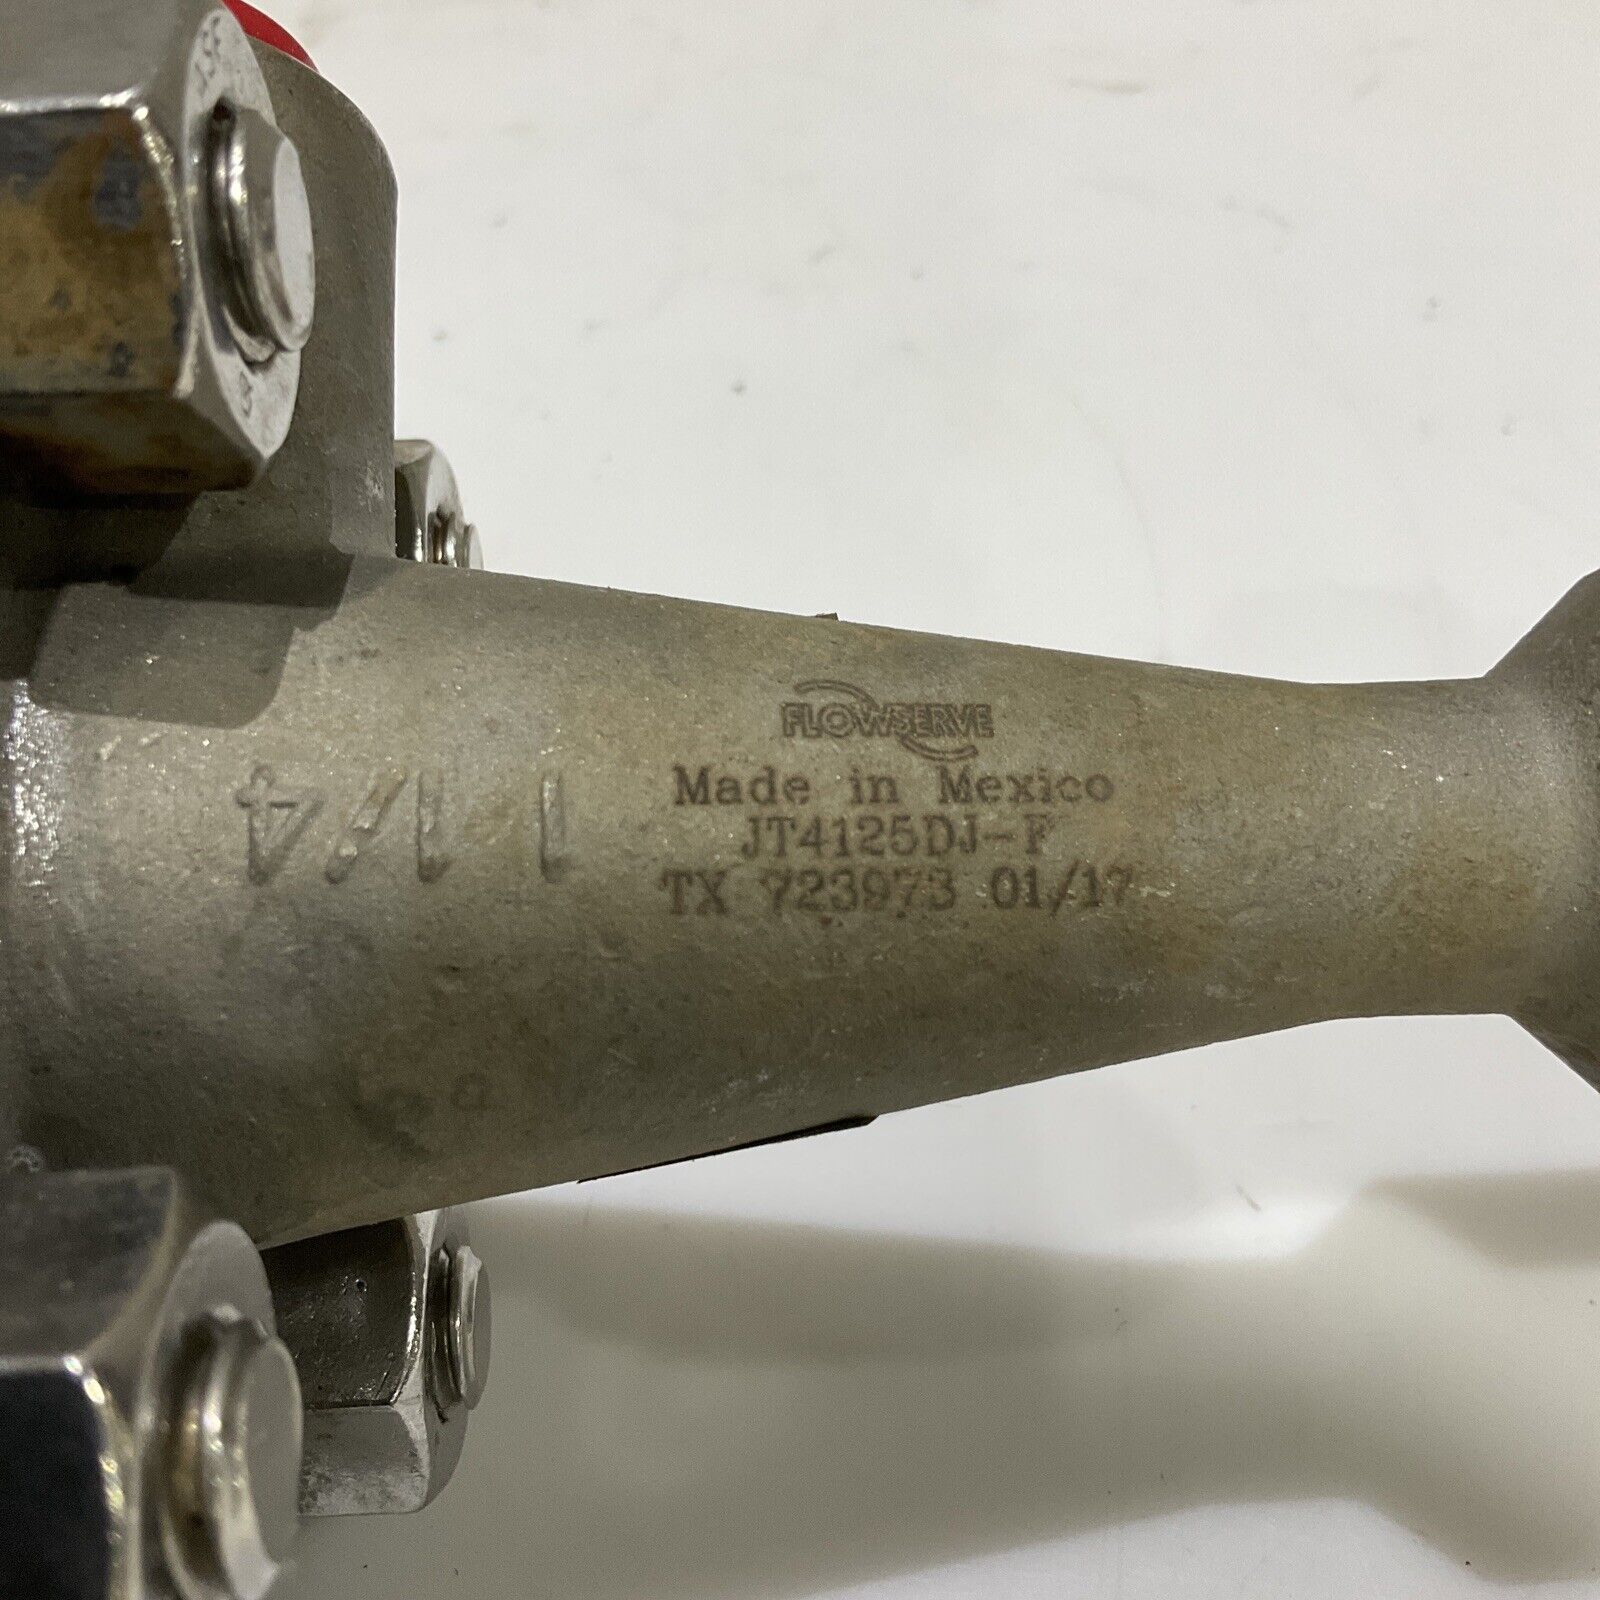 FLOWSERVE
Made in Mexico
JT4125DJ-F
TX 723973 01/17
1 1/4